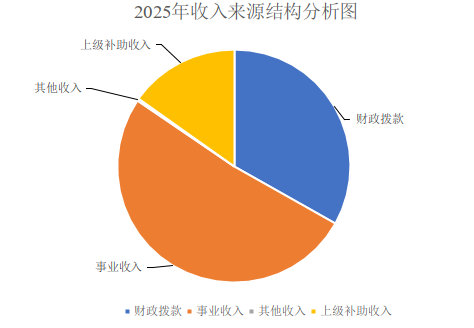 2025年收入来源结构分析图
上级补助收入
其他收入
财政拨款
事业收入
财政拨款 事业收入 其他收入 上级补助收入